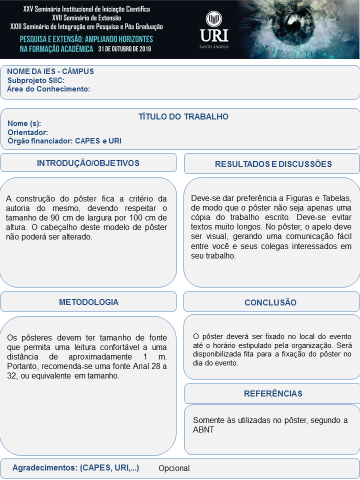 XXV Seminário Institucional de Iniciação Científica
XVII Seminário de Extensão
XXIII Seminário de Integração em Pesquisa e Pós Graduação
PESQUISA E EXTENSÃO: AMPLIANDO HORIZONTES
NA FORMAÇÃO ACADÊMICA 31 DE OUTUBRO DE 2019
URI
SANTO ÂNGELO
NOME DA IES - CÂMPUS
Subprojeto SIIC:
Área do Conhecimento:
TÍTULO DO TRABALHO
Nome (s):
Orientador:
Órgão financiador: CAPES e URI
INTRODUÇÃO/OBJETIVOS
A construção do pôster fica a critério da
autoria do mesmo, devendo respeitar o
tamanho de 90 cm de largura por 100 cm de
altura. O cabeçalho deste modelo de pôster
não poderá ser alterado.
METODOLOGIA
Os pôsteres devem ter tamanho de fonte
que permita uma leitura confortável a uma
distância de aproximadamente 1 m.
Portanto, recomenda-se uma fonte Arial 28 a
32, ou equivalente em tamanho.
RESULTADOS E DISCUSSÕES
Deve-se dar preferência a Figuras e Tabelas,
de modo que o pôster não seja apenas uma
cópia do trabalho escrito. Deve-se evitar
textos muito longos. No pôster, o apelo deve
ser visual, gerando uma comunicação fácil
entre você e seus colegas interessados em
seu trabalho.
CONCLUSÃO
O pôster deverá ser fixado no local do evento
até o horário estipulado pela organização. Será
disponibilizada fita para a fixação do pôster no
dia do evento.
REFERÊNCIAS
Somente às utilizadas no pôster, segundo a
ABNT
Agradecimentos: (CAPES, URI,...) Opcional